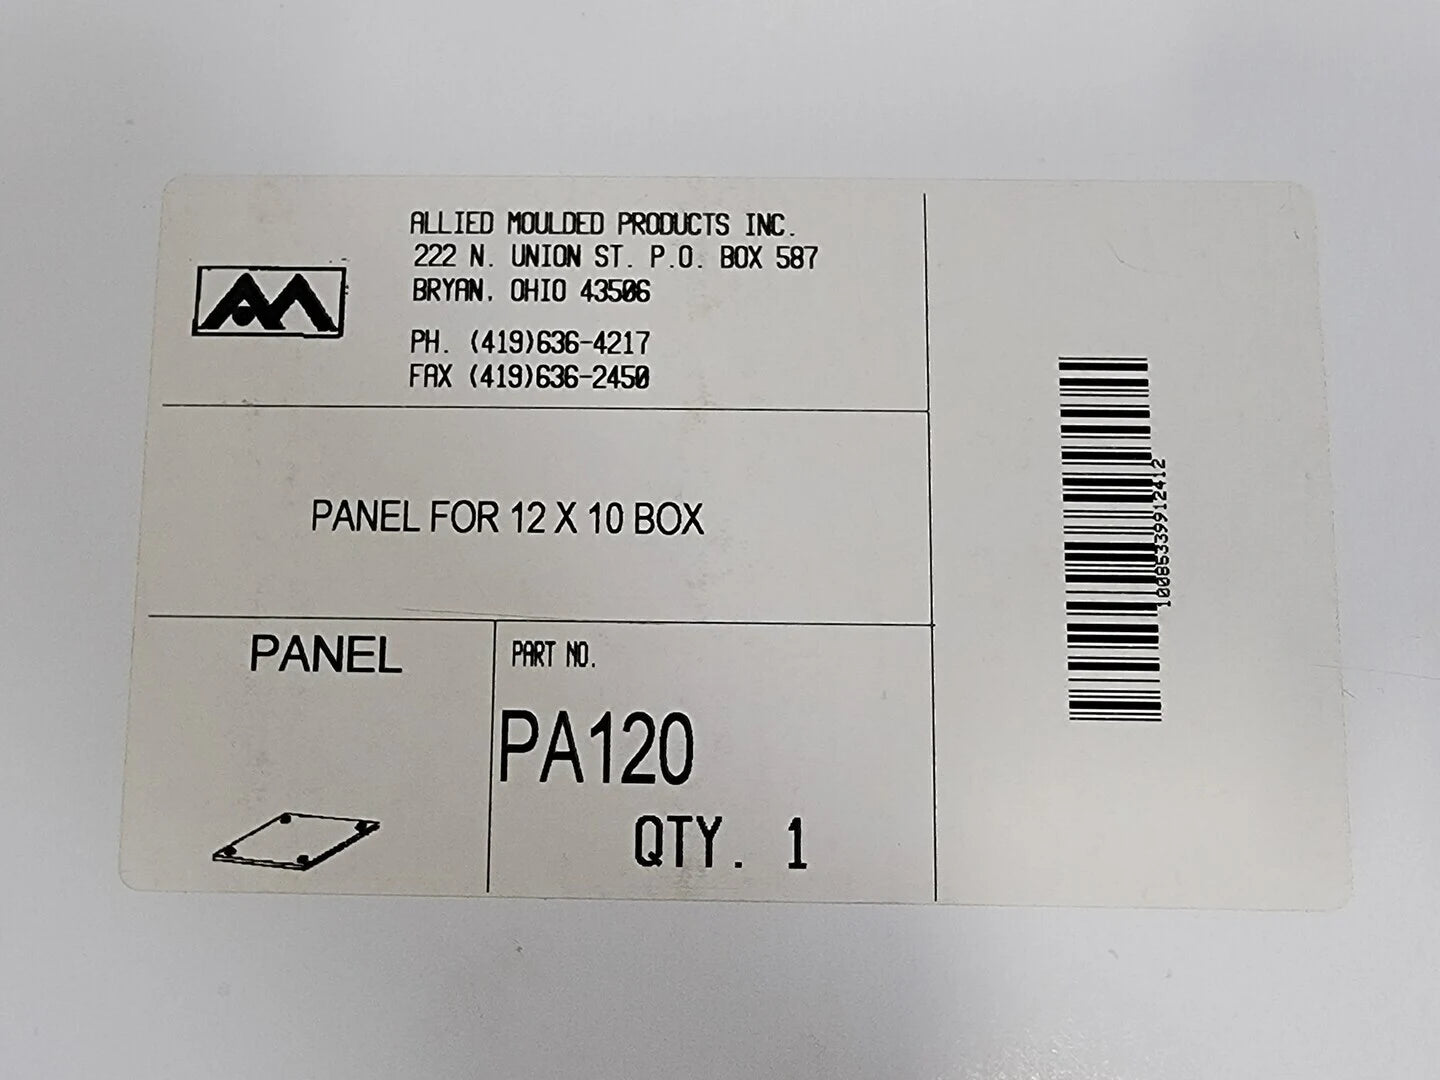 ALLIED MOULDED PRODUCTS INC.
222 N. UNION ST. P.O. BOX 587
BRYAN, OHIO 43506
PH. (419)636-4217
FAX (419)636-2450
PANEL FOR 12 X 10 BOX
PANEL
PART NO.
PA120
QTY. 1
10085339912412